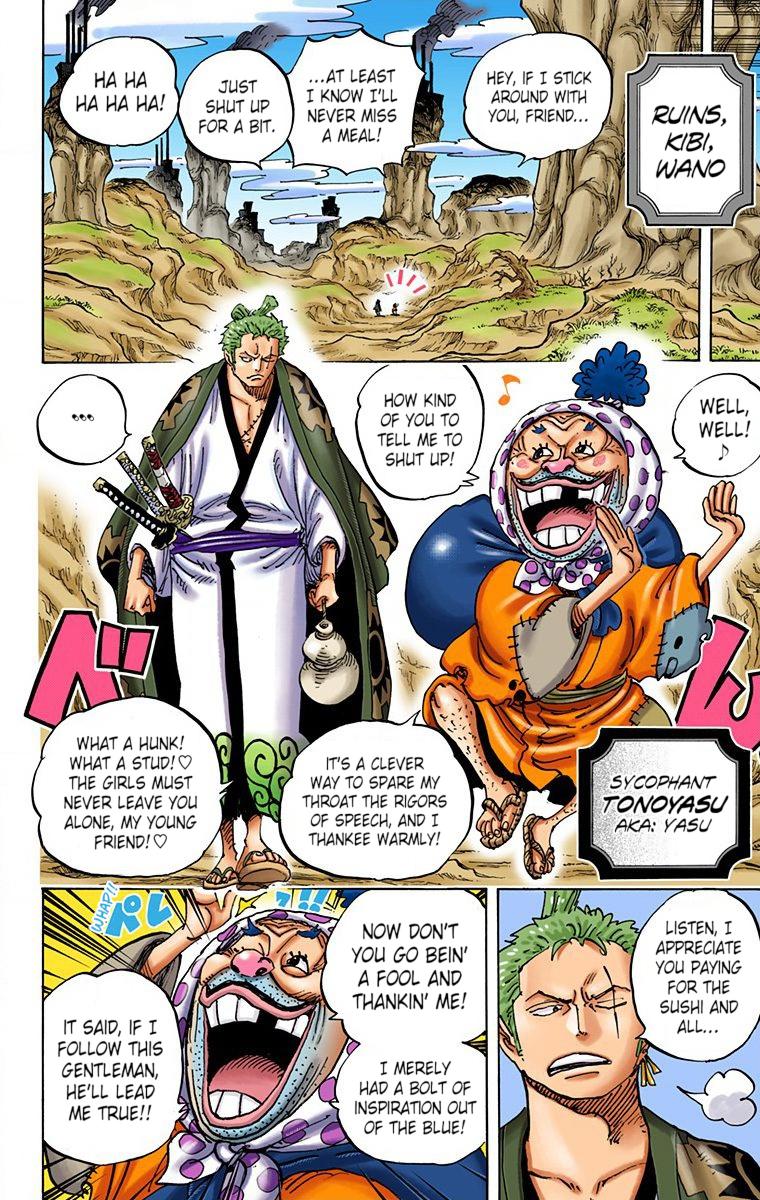 RUINS,
KIBI,
WANO
HEY, IF I STICK
AROUND WITH
YOU, FRIEND...
...AT LEAST
I KNOW I'LL
NEVER MISS
A MEAL!
JUST
SHUT UP
FOR A BIT.
HA HA
HA HA HA!
WELL,
WELL!
♪
HOW KIND
OF YOU TO
TELL ME TO
SHUT UP!
...
べ
ん
IT'S A CLEVER
WAY TO SPARE MY
THROAT THE RIGORS
OF SPEECH, AND I
THANKEE WARMLY!
WHAT A HUNK!
WHAT A STUD!♡
THE GIRLS MUST
NEVER LEAVE YOU
ALONE, MY YOUNG
FRIEND!♡
SYCOPHANT
TONOYASU
AKA: YASU
LISTEN, I
APPRECIATE
YOU PAYING
FOR THE
SUSHI AND
ALL...
WHAP!!
NOW DON'T
YOU GO BEIN'
A FOOL AND
THANKIN' ME!
I MERELY
HAD A BOLT OF
INSPIRATION OUT
OF THE BLUE!
IT SAID, IF I
FOLLOW THIS
GENTLEMAN,
HE'LL LEAD
ME TRUE!!